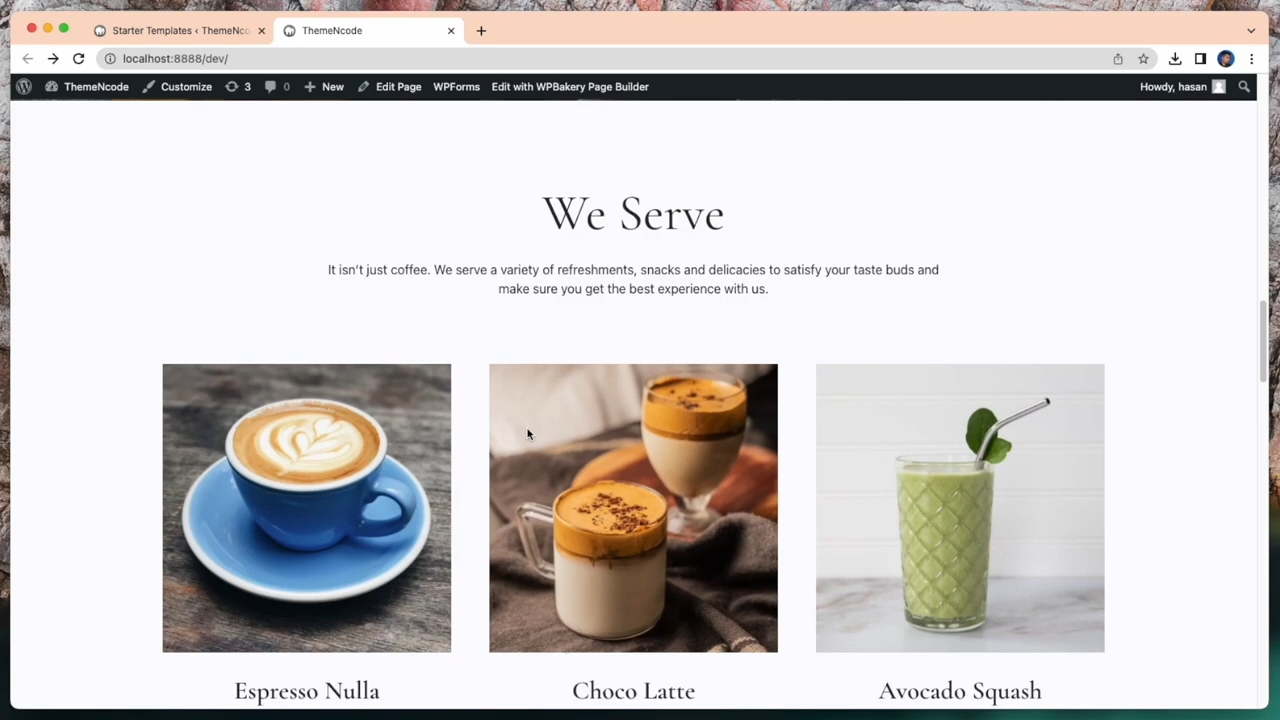 Starter Templates ‹ ThemeNco
ThemeNcode
localhost:8888/dev/
ThemeNcode
Customize
3
0
New
Edit Page
WPForms
Edit with WPBakery Page Builder
Howdy, hasan
We Serve
It isn't just coffee. We serve a variety of refreshments, snacks and delicacies to satisfy your taste buds and
make sure you get the best experience with us.
Espresso Nulla
Choco Latte
Avocado Squash